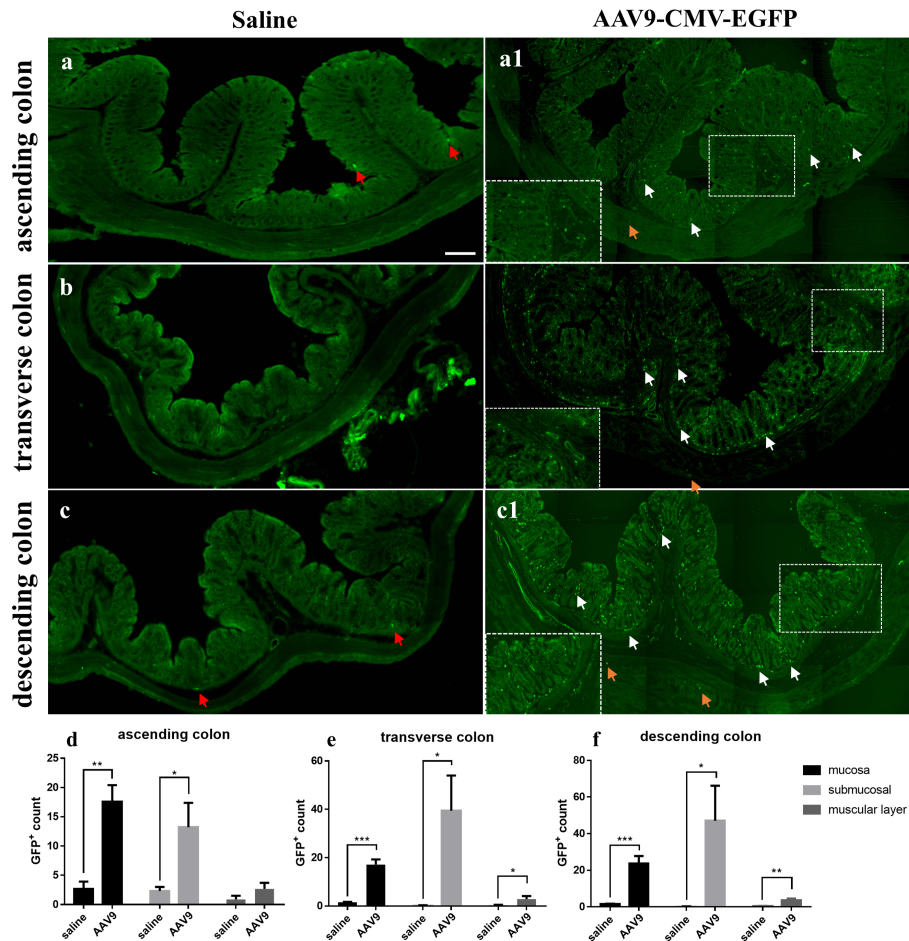 Saline
AAV9-CMV-EGFP
ascending colon
a
a1
transverse colon
b
descending colon
c
c1
d
ascending colon
GFP+ count
25
20
15
10
5
0
**
*
saline
AAV9
saline
AAV9
saline
AAV9
e
transverse colon
GFP+ count
60
40
20
0
***
*
*
saline
AAV9
saline
AAV9
saline
AAV9
f
descending colon
GFP+ count
80
60
40
20
0
***
*
**
saline
AAV9
saline
AAV9
saline
AAV9
mucosa
submucosal
muscular layer